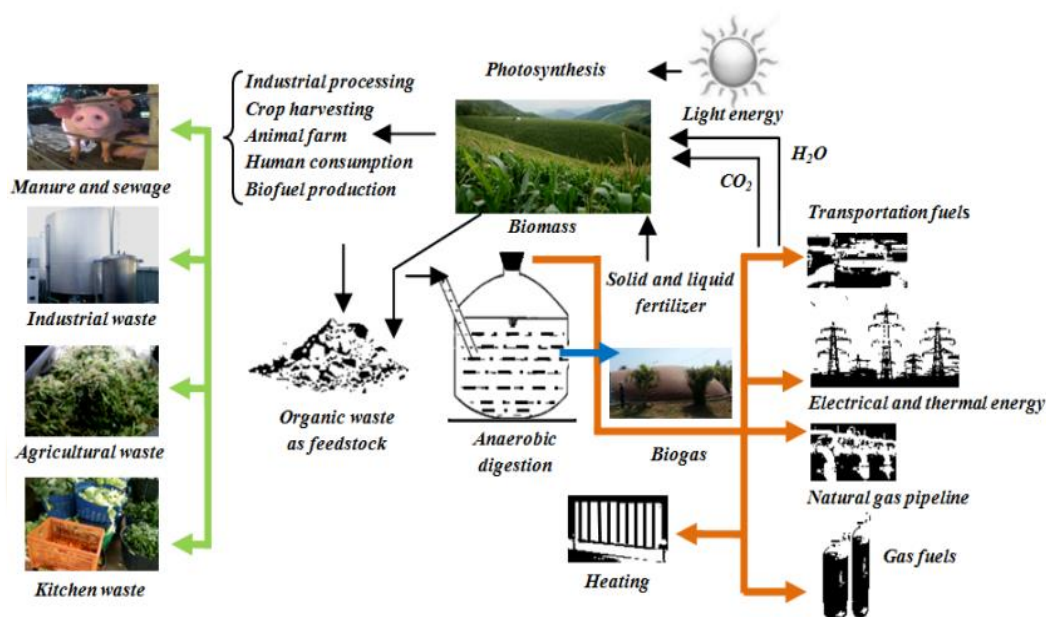 Photosynthesis
Light energy
Industrial processing
Crop harvesting
Animal farm
Human consumption
Biofuel production
H₂O
CO₂
Manure and sewage
Biomass
Transportation fuels
Solid and liquid
fertilizer
Industrial waste
Organic waste
as feedstock
Anaerobic
digestion
Biogas
Electrical and thermal energy
Agricultural waste
Natural gas pipeline
Heating
Gas fuels
Kitchen waste